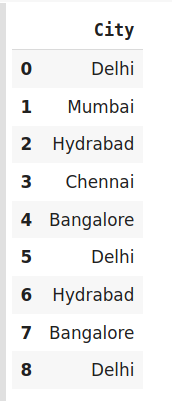 City
0 Delhi
1 Mumbai
2 Hydrabad
3 Chennai
4 Bangalore
5 Delhi
6 Hydrabad
7 Bangalore
8 Delhi